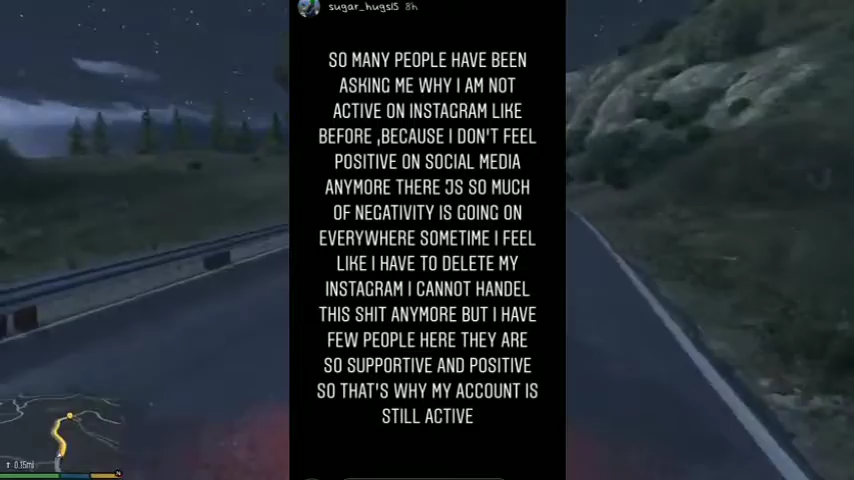 sugar_hugs15 8h
SO MANY PEOPLE HAVE BEEN
ASKING ME WHY I AM NOT
ACTIVE ON INSTAGRAM LIKE
BEFORE ,BECAUSE I DON'T FEEL
POSITIVE ON SOCIAL MEDIA
ANYMORE THERE IS SO MUCH
OF NEGATIVITY IS GOING ON
EVERYWHERE SOMETIME I FEEL
LIKE I HAVE TO DELETE MY
INSTAGRAM I CANNOT HANDEL
THIS SHIT ANYMORE BUT I HAVE
FEW PEOPLE HERE THEY ARE
SO SUPPORTIVE AND POSITIVE
SO THAT'S WHY MY ACCOUNT IS
STILL ACTIVE
0.15mi